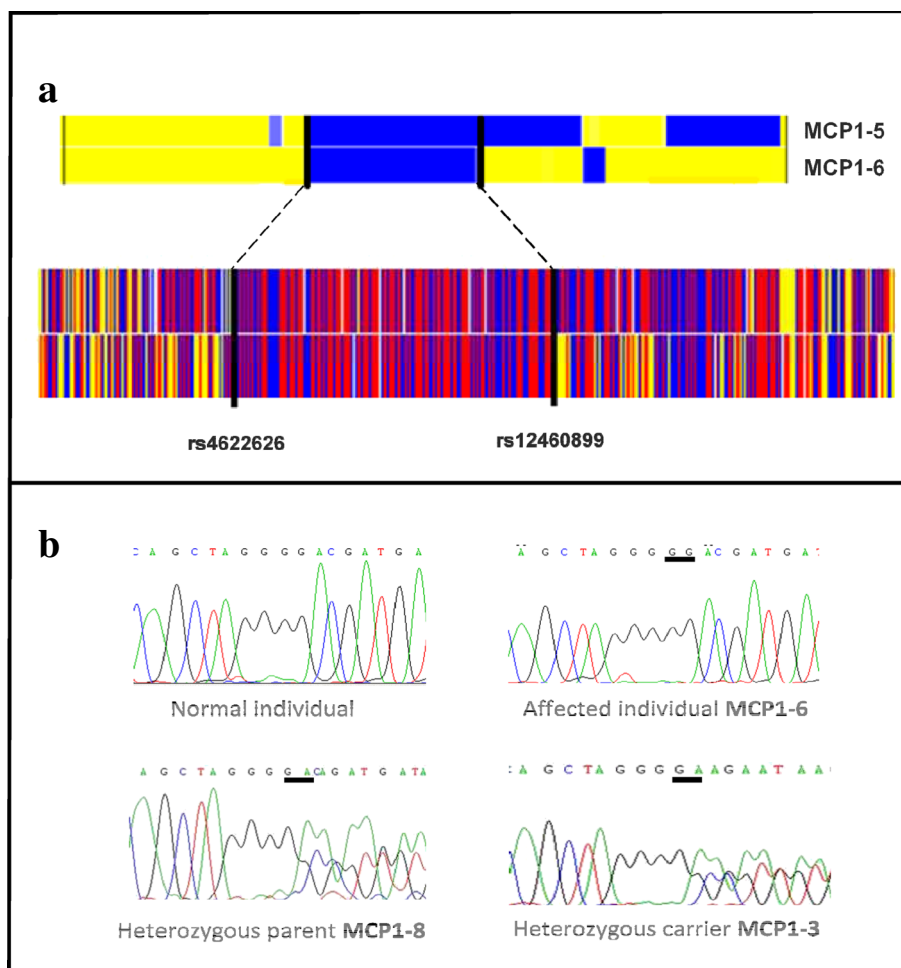 a
MCP1-5
MCP1-6
rs4622626
rs12460899
b
C A G C T A G G G G A C G A T G A
A G C T A G G G G G A C G A T G A T
Normal individual
Affected individual MCP1-6
A G C T A G G G G A C A G A T G A T A
: A G C T A G G G G A A G A A T A A
Heterozygous parent MCP1-8
Heterozygous carrier MCP1-3